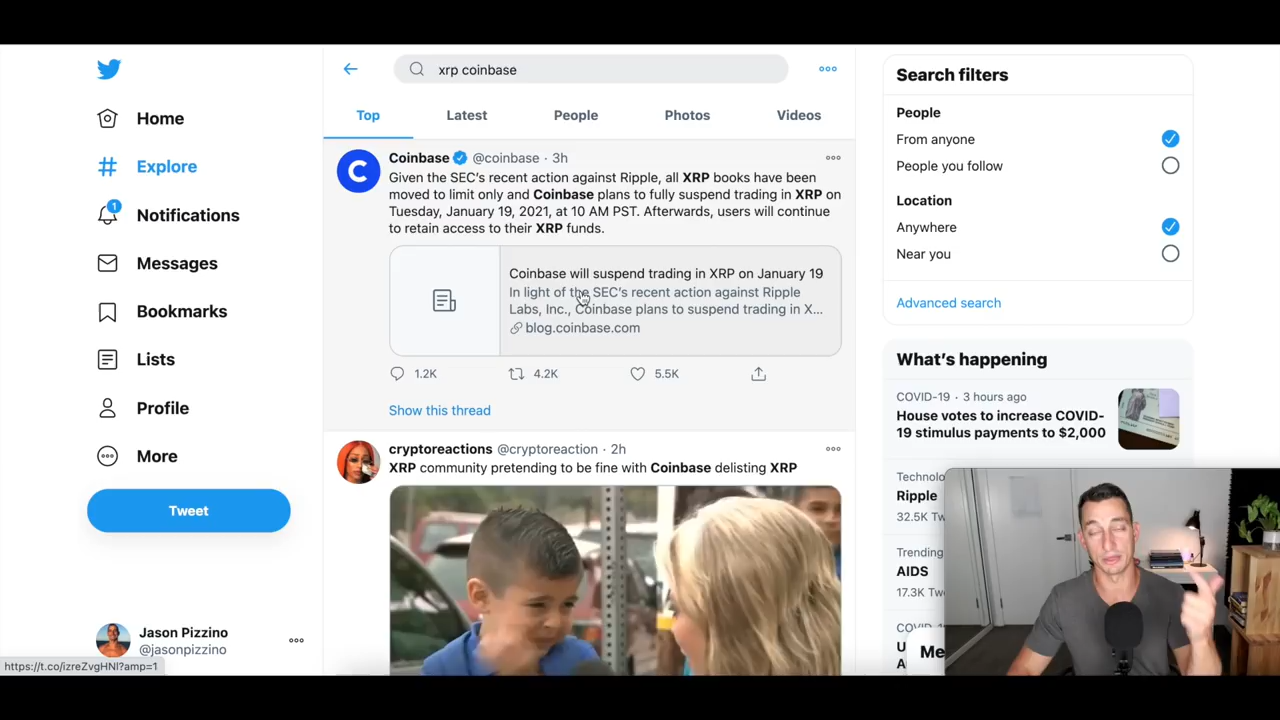 Home
Explore
1
Notifications
Messages
Bookmarks
Lists
Profile
More
Tweet
Jason Pizzino
@jasonpizzino
https://t.co/izreZvgHNI?amp=1
xrp coinbase
Top
Latest
People
Photos
Videos
Coinbase @coinbase · 3h
Given the SEC's recent action against Ripple, all XRP books have been
moved to limit only and Coinbase plans to fully suspend trading in XRP on
Tuesday, January 19, 2021, at 10 AM PST. Afterwards, users will continue
to retain access to their XRP funds.
Coinbase will suspend trading in XRP on January 19
In light of the SEC's recent action against Ripple
Labs, Inc., Coinbase plans to suspend trading in X...
blog.coinbase.com
1.2K
4.2K
5.5K
Show this thread
cryptoreactions @cryptoreaction · 2h
XRP community pretending to be fine with Coinbase delisting XRP
Search filters
People
From anyone
People you follow
Location
Anywhere
Near you
Advanced search
What's happening
COVID-19 · 3 hours ago
House votes to increase COVID-
19 stimulus payments to $2,000
Technolo
Ripple
32.5K Tw
Trending
AIDS
17.3K Tw
COVID-1
U
Me